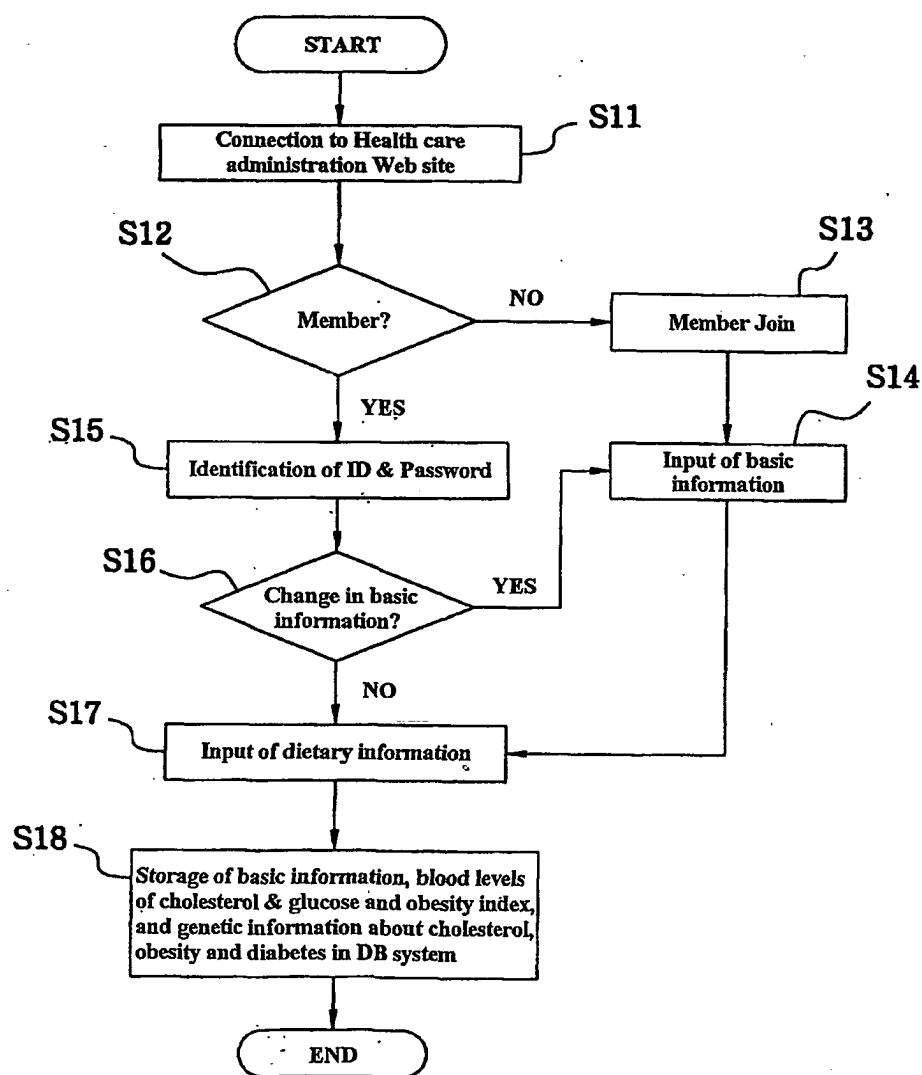 START
Connection to Health care
administration Web site
S11
S12
Member?
NO
S13
Member Join
YES
S14
Input of basic
information
S15
Identification of ID & Password
S16
Change in basic
information?
YES
NO
S17
Input of dietary information
S18
Storage of basic information, blood levels
of cholesterol & glucose and obesity index,
and genetic information about cholesterol,
obesity and diabetes in DB system
END